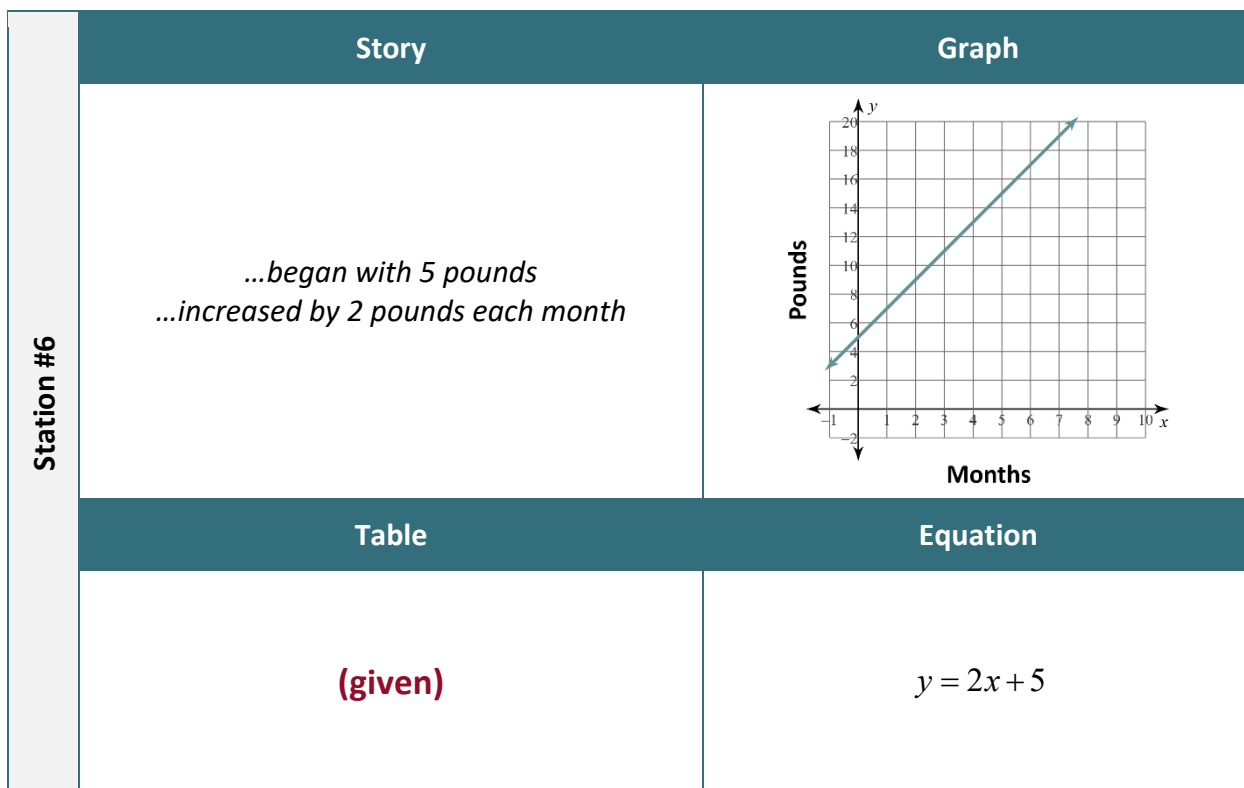 Station #6
Story
Graph
…began with 5 pounds
…increased by 2 pounds each month
y
20
18
16
14
12
10
8
6
4
2
−2
Pounds
−1 1 2 3 4 5 6 7 8 9 10 x
Months
Table
Equation
(given)
y = 2x + 5